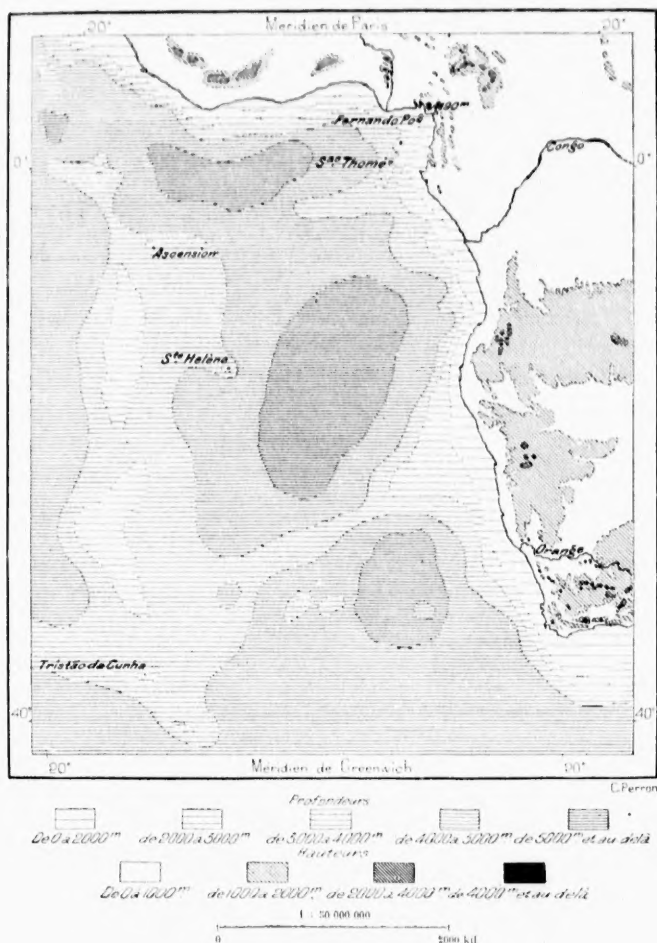 20° Méridien de Paris 20°
Fernando Poo
São Thomé
0° Congo 0°
Ascension
Ste Helène
Orange
Tristão da Cunha
40° 40°
20° Méridien de Greenwich 20°
C. Perron
Profondeurs
De 0 à 2000m de 2000 à 3000m de 3000 à 4000m de 4000 à 5000m de 5000m et au delà
Hauteurs
De 0 à 1000m de 1000 à 2000m de 2000 à 4000m de 4000m et au delà
1 : 50 000 000
0 2000 kil.